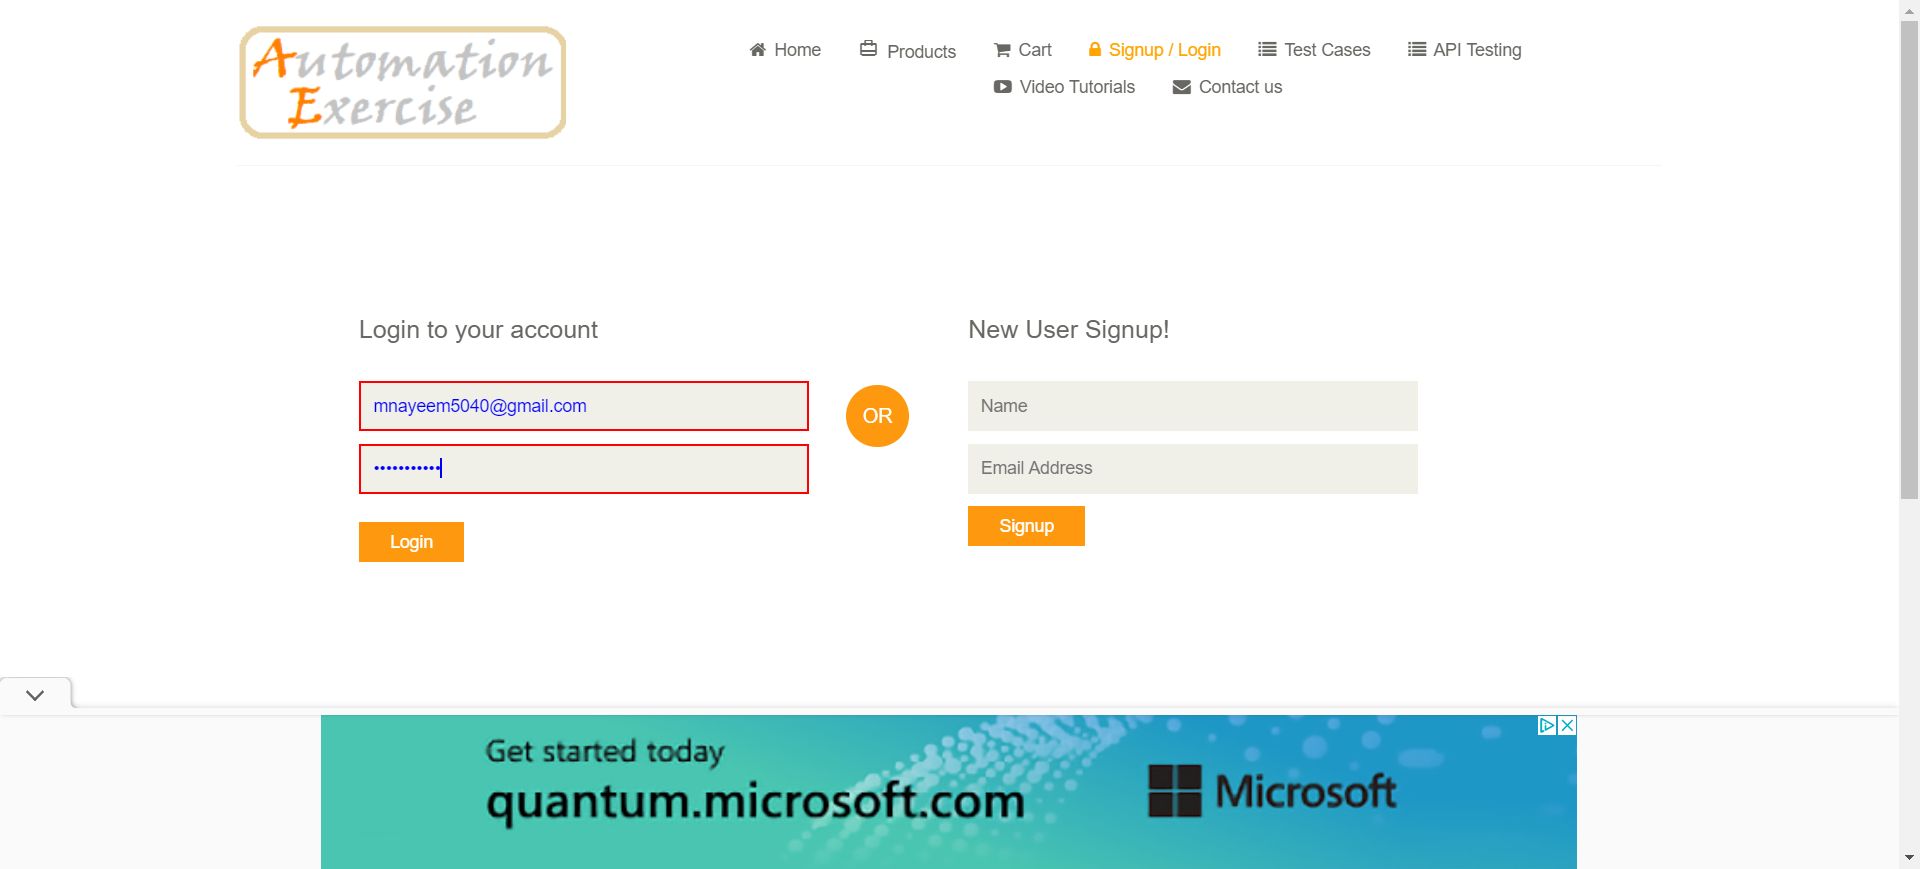 Automation
Exercise
Home
Products
Cart
Signup / Login
Test Cases
API Testing
Video Tutorials
Contact us
Login to your account
mnayeem5040@gmail.com
•••••••••••
Login
OR
New User Signup!
Name
Email Address
Signup
Get started today
quantum.microsoft.com
Microsoft